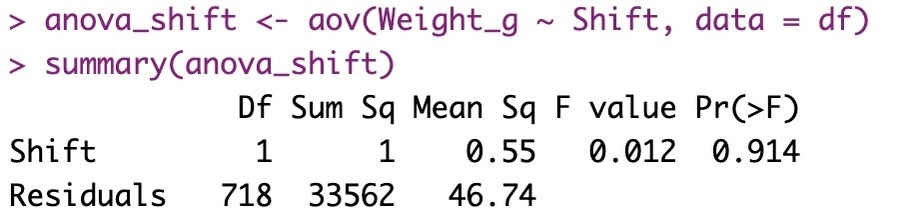 > anova_shift <- aov(Weight_g ~ Shift, data = df)
> summary(anova_shift)
             Df Sum Sq Mean Sq F value Pr(>F)
Shift         1      1    0.55   0.012  0.914
Residuals   718  33562   46.74